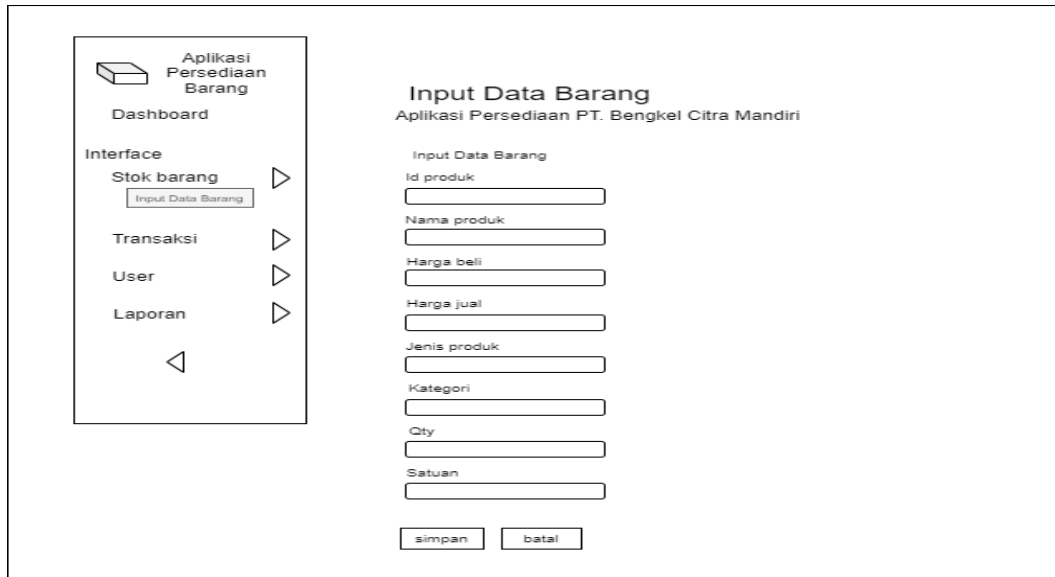 Aplikasi
Persediaan
Barang
Dashboard
Interface
Stok barang
Input Data Barang
Transaksi
User
Laporan
Input Data Barang
Aplikasi Persediaan PT. Bengkel Citra Mandiri
Input Data Barang
Id produk
Nama produk
Harga beli
Harga jual
Jenis produk
Kategori
Qty
Satuan
simpan
batal